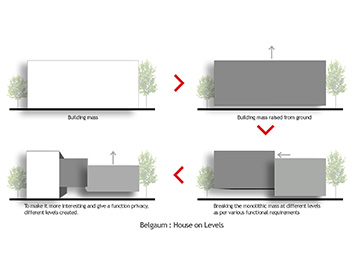 Building mass
Building mass raised from ground
Breaking the monolithic mass at different levels
as per various functional requirements
To make it more interesting and give a function privacy,
different levels created.
Belgaum : House on Levels